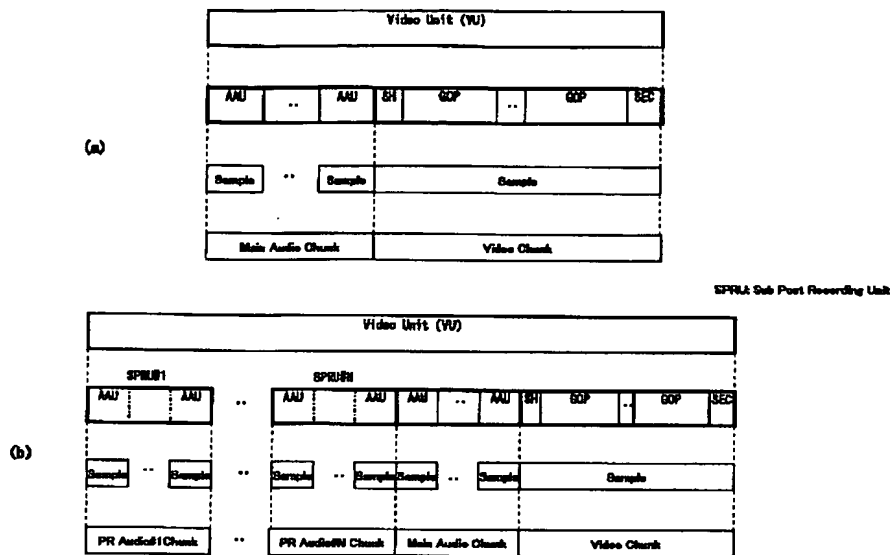 Video Unit (VU)
AAU .. AAU SH GOP .. GOP SEC
(a)
Sample .. Sample Sample
Main Audio Chunk Video Chunk
SPRU: Sub Post Recording Unit
Video Unit (VU)
SPRU#1 SPRU#N
AAU AAU .. AAU AAU AAU .. AAU SH GOP .. GOP SEC
(b)
Sample .. Sample .. Sample .. Sample Sample .. Sample Sample
PR Audio#1Chunk .. PR Audio#N Chunk Main Audio Chunk Video Chunk